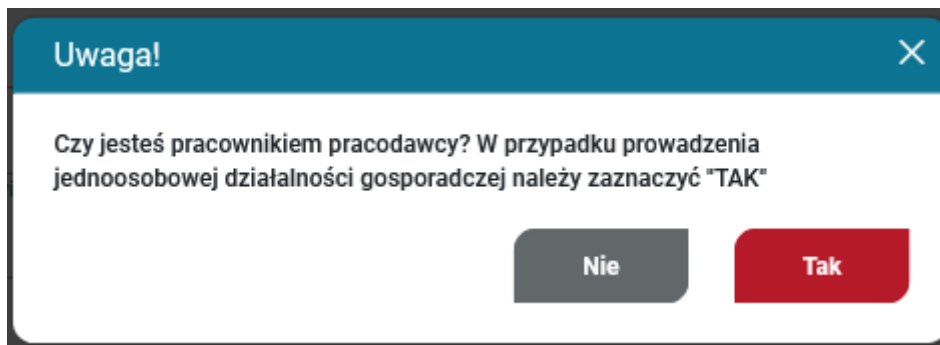 Uwaga!
Czy jesteś pracownikiem pracodawcy? W przypadku prowadzenia
jednoosobowej działalności gosporadczej należy zaznaczyć "TAK"
Nie
Tak